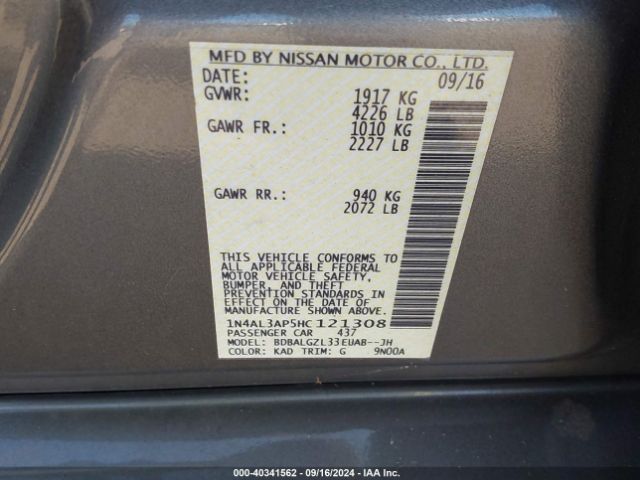 MFD BY NISSAN MOTOR CO., LTD.
DATE: 09/16
GVWR: 1917 KG
4226 LB
GAWR FR.: 1010 KG
2227 LB
GAWR RR.: 940 KG
2072 LB
THIS VEHICLE CONFORMS TO
ALL APPLICABLE FEDERAL
MOTOR VEHICLE SAFETY,
BUMPER, AND THEFT
PREVENTION STANDARDS IN
EFFECT ON THE DATE OF
MANUFACTURE SHOWN ABOVE.
1N4AL3AP5HC121308
PASSENGER CAR 437
MODEL: BDBALGZL33EUAB--JH
COLOR: KAD TRIM: G 9N00A
000-40341562 - 09/16/2024 - IAA Inc.